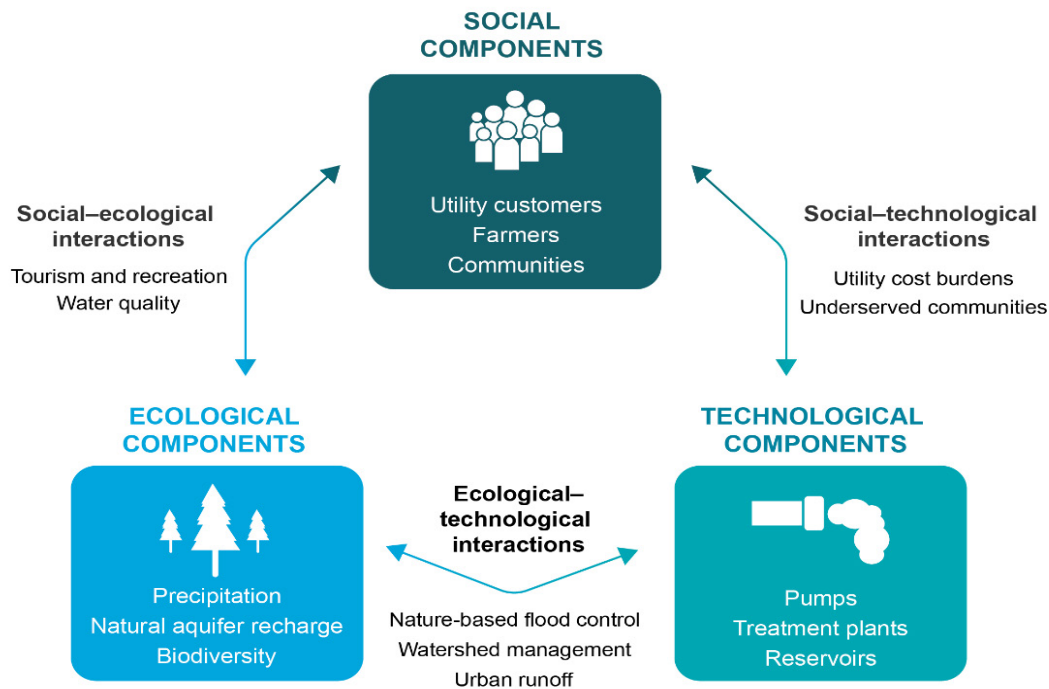 SOCIAL
COMPONENTS
Utility customers
Farmers
Communities
Social–ecological
interactions
Tourism and recreation
Water quality
Social–technological
interactions
Utility cost burdens
Underserved communities
ECOLOGICAL
COMPONENTS
Precipitation
Natural aquifer recharge
Biodiversity
Ecological–
technological
interactions
Nature-based flood control
Watershed management
Urban runoff
TECHNOLOGICAL
COMPONENTS
Pumps
Treatment plants
Reservoirs